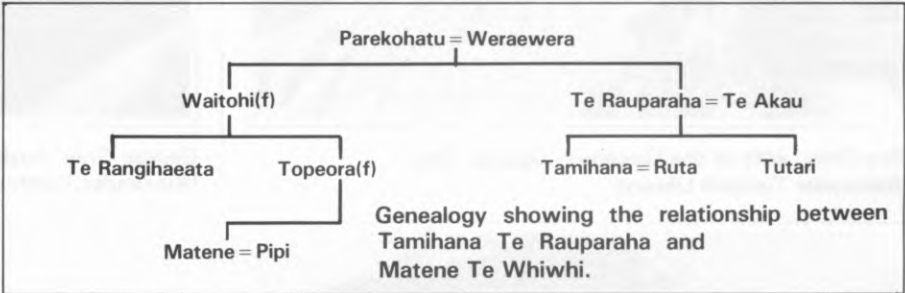 Parekohatu = Weraewera
Waitohi(f)
Te Rauparaha = Te Akau
Te Rangihaeata
Topeora(f)
Tamihana = Ruta
Tutari
Matene = Pipi
Genealogy showing the relationship between
Tamihana Te Rauparaha and
Matene Te Whiwhi.